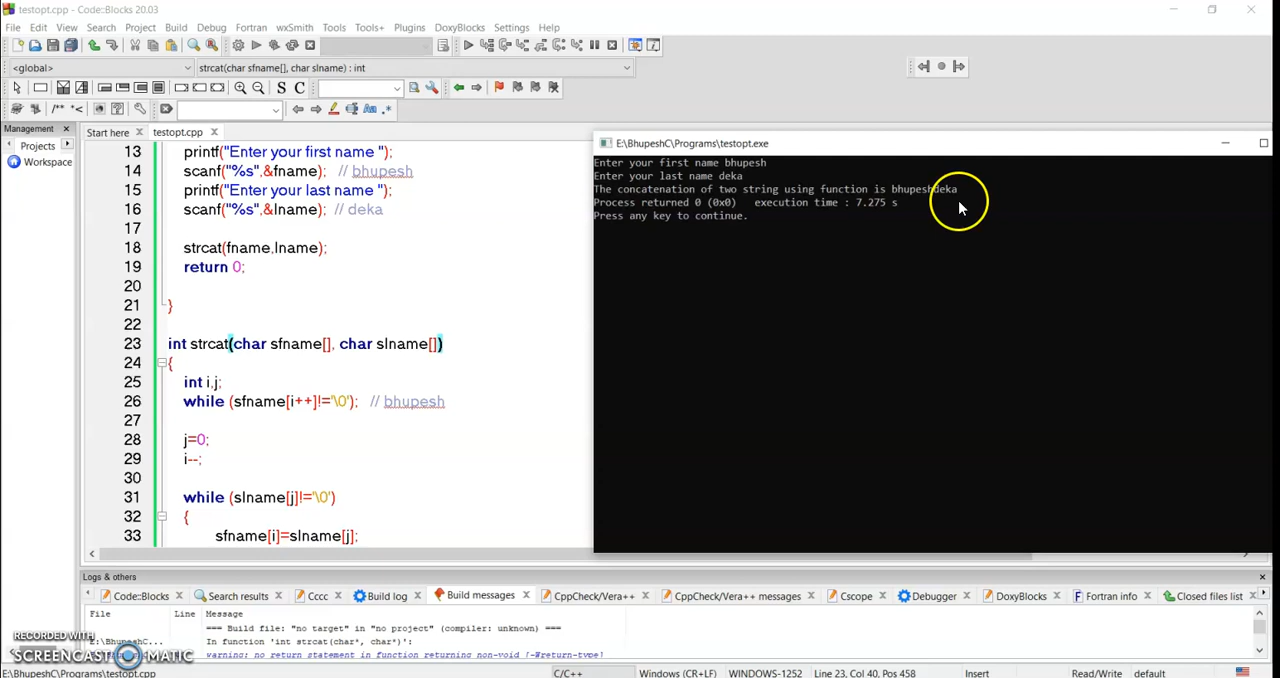 testopt.cpp - Code::Blocks 20.03
File Edit View Search Project Build Debug Fortran wxSmith Tools Tools+ Plugins DoxyBlocks Settings Help
<global> strcat(char sfname[], char slname) : int
S C
/** *< Aa .*
Management Start here testopt.cpp
Projects
Workspace
13 printf("Enter your first name ");
14 scanf("%s",&fname); // bhupesh
15 printf("Enter your last name ");
16 scanf("%s",&lname); // deka
17
18 strcat(fname,lname);
19 return 0;
20
21 }
22
23 int strcat(char sfname[], char slname[])
24 {
25 int i,j;
26 while (sfname[i++]!='\0'); // bhupesh
27
28 j=0;
29 i--;
30
31 while (slname[j]!='\0')
32 {
33 sfname[i]=slname[j];
E:\BhupeshC\Programs\testopt.exe
Enter your first name bhupesh
Enter your last name deka
The concatenation of two string using function is bhupeshdeka
Process returned 0 (0x0) execution time : 7.275 s
Press any key to continue.
Logs & others
Code::Blocks Search results Cccc Build log Build messages CppCheck/Vera++ CppCheck/Vera++ messages Cscope Debugger DoxyBlocks Fortran info Closed files list
File Line Message
=== Build file: "no target" in "no project" (compiler: unknown) ===
E:\BhupeshC... In function 'int strcat(char*, char*)':
warning: no return statement in function returning non-void [-Wreturn-type]
RECORDED WITH
SCREENCAST MATIC
E:\BhupeshC\Programs\testopt.cpp C/C++ Windows (CR+LF) WINDOWS-1252 Line 23, Col 40, Pos 458 Insert Read/Write default